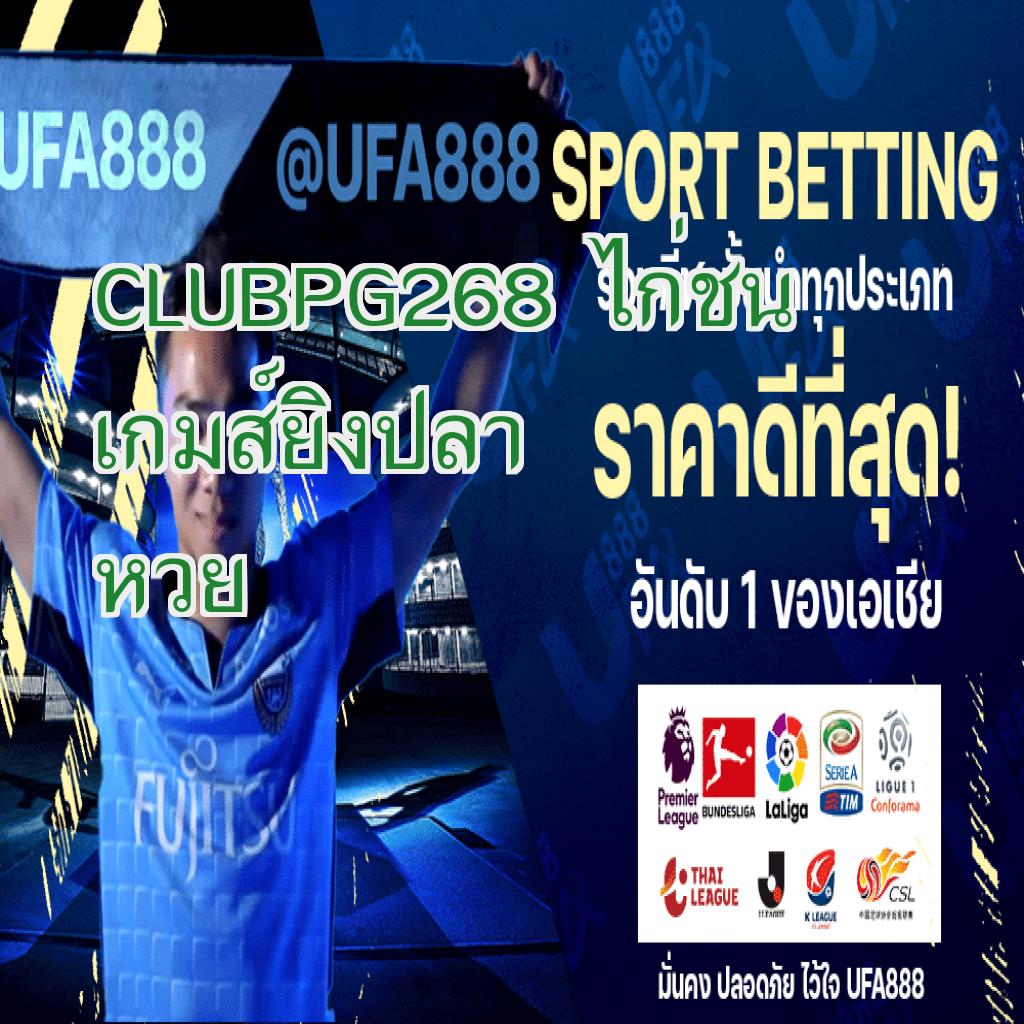 UFA888
@UFA888
SPORT BETTING
CLUBPG268 ไก่ชน
ทุกประเภท
เกมส์ยิงปลา
ราคาดีที่สุด!
หวย
อันดับ 1 ของเอเชีย
FUJITSU
Premier League
BUNDESLIGA
LaLiga
SERIE A
TIM
LIGUE 1
Conforama
THAI LEAGUE
J.LEAGUE
K LEAGUE
CSL
มั่นคง ปลอดภัย ไว้ใจ UFA888